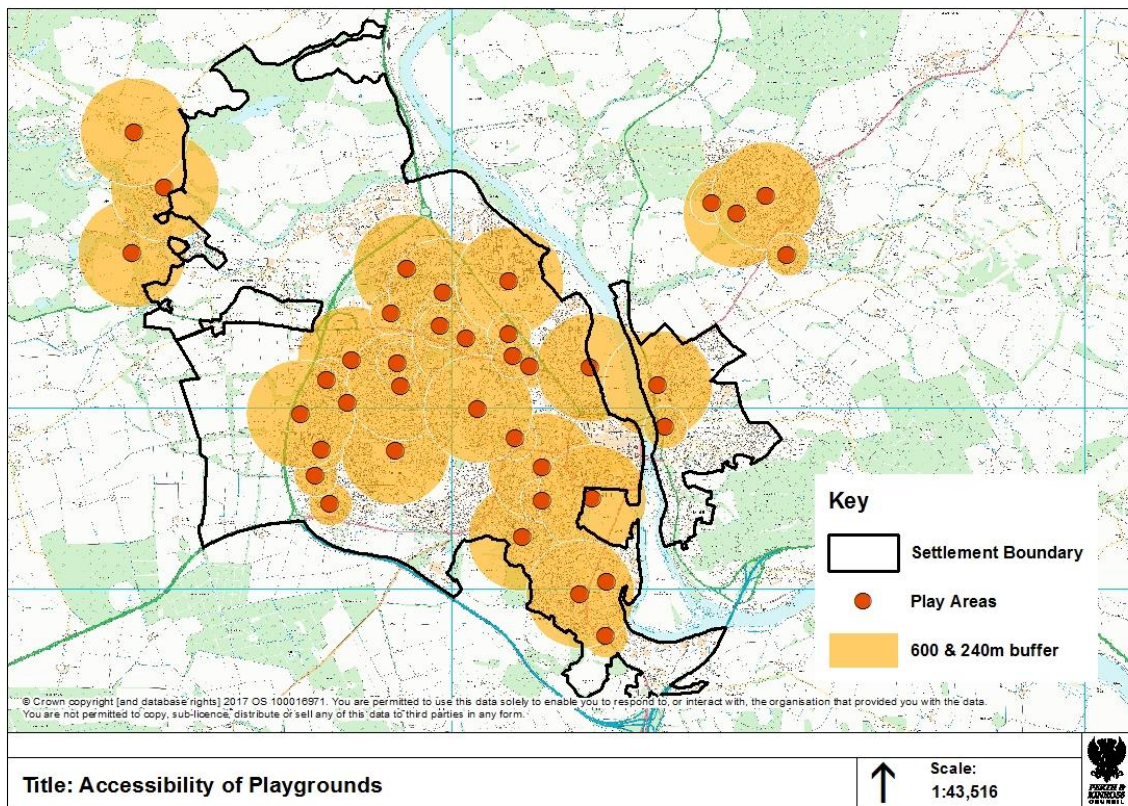 Key
Settlement Boundary
Play Areas
600 & 240m buffer
© Crown copyright [and database rights] 2017 OS 100016971. You are permitted to use this data solely to enable you to respond to, or interact with, the organisation that provided you with the data.
You are not permitted to copy, sub-licence, distribute or sell any of this data to third parties in any form.
Title: Accessibility of Playgrounds
Scale:
1:43,516
PERTH &
KINROSS
COUNCIL